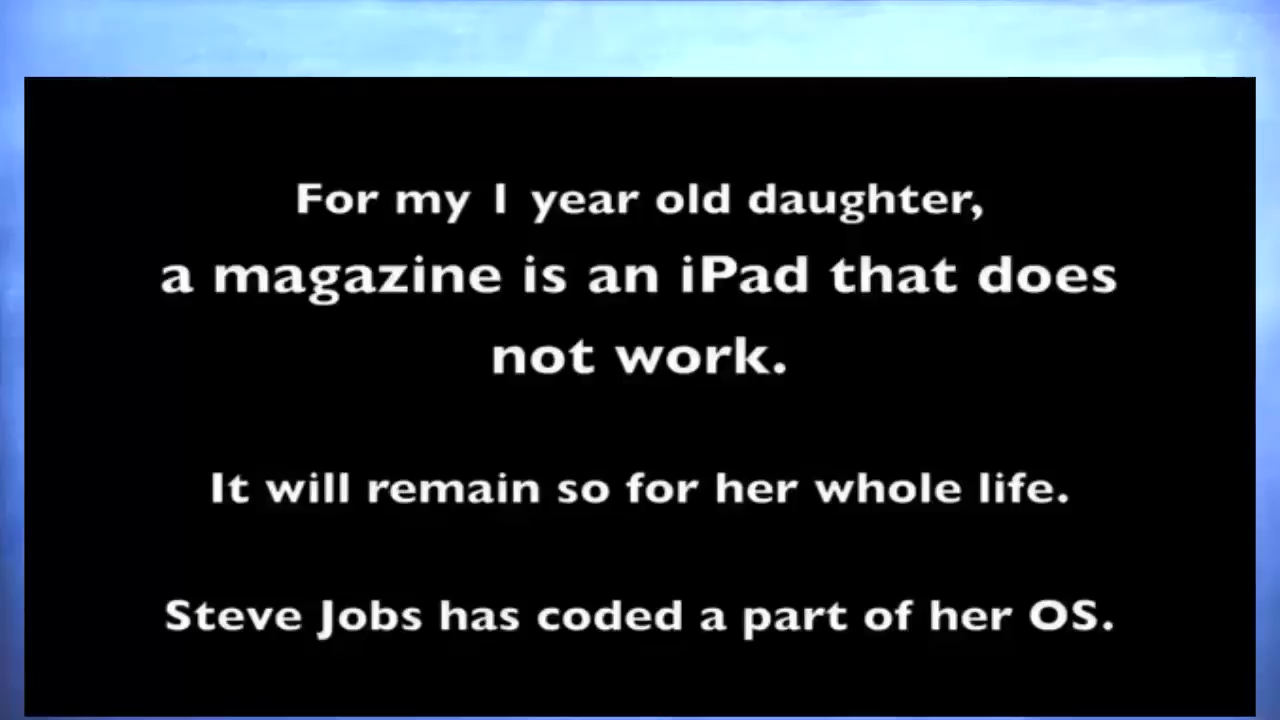 For my 1 year old daughter,
a magazine is an iPad that does
not work.
It will remain so for her whole life.
Steve Jobs has coded a part of her OS.